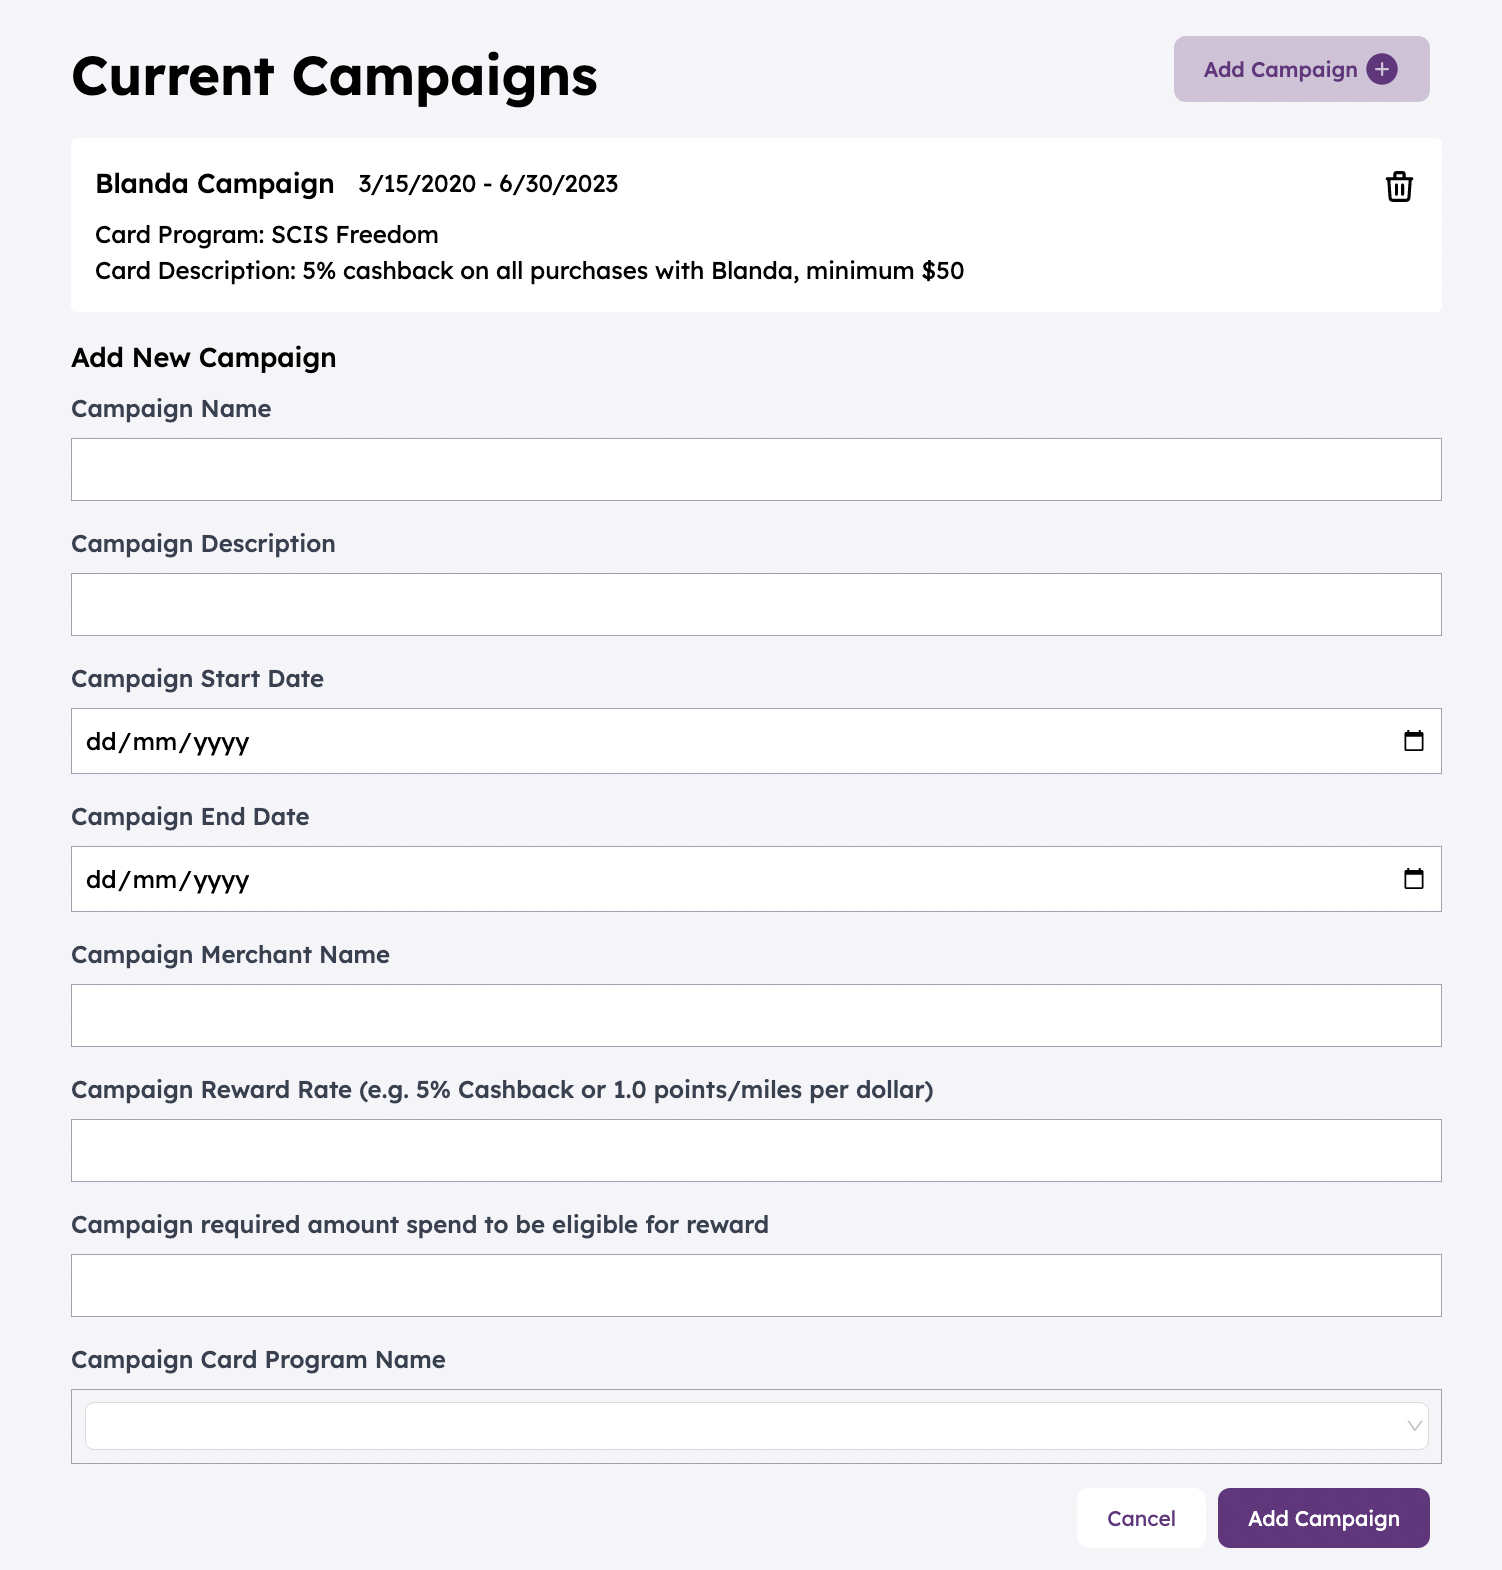 Current Campaigns
Add Campaign
Blanda Campaign 3/15/2020 - 6/30/2023
Card Program: SCIS Freedom
Card Description: 5% cashback on all purchases with Blanda, minimum $50
Add New Campaign
Campaign Name
Campaign Description
Campaign Start Date
dd/mm/yyyy
Campaign End Date
dd/mm/yyyy
Campaign Merchant Name
Campaign Reward Rate (e.g. 5% Cashback or 1.0 points/miles per dollar)
Campaign required amount spend to be eligible for reward
Campaign Card Program Name
Cancel
Add Campaign